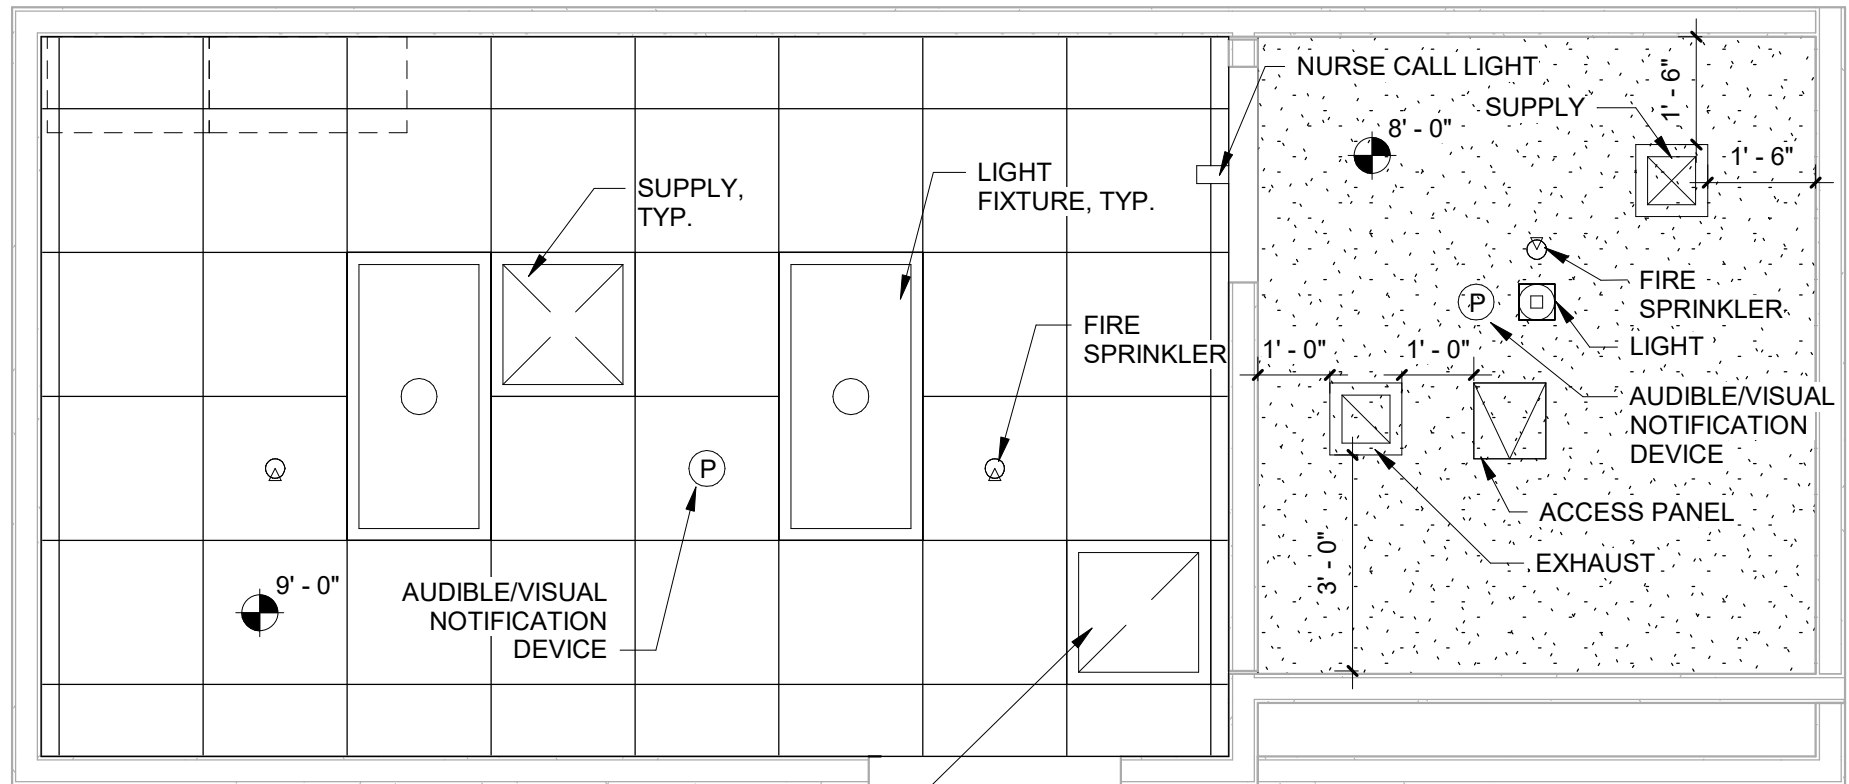 NURSE CALL LIGHT
SUPPLY
1' - 6"
8' - 0"
1' - 6"
SUPPLY,
TYP.
LIGHT
FIXTURE, TYP.
FIRE
SPRINKLER
P
FIRE
SPRINKLER
LIGHT
1' - 0"
1' - 0"
AUDIBLE/VISUAL
NOTIFICATION
DEVICE
P
ACCESS PANEL
EXHAUST
3' - 0"
9' - 0"
AUDIBLE/VISUAL
NOTIFICATION
DEVICE